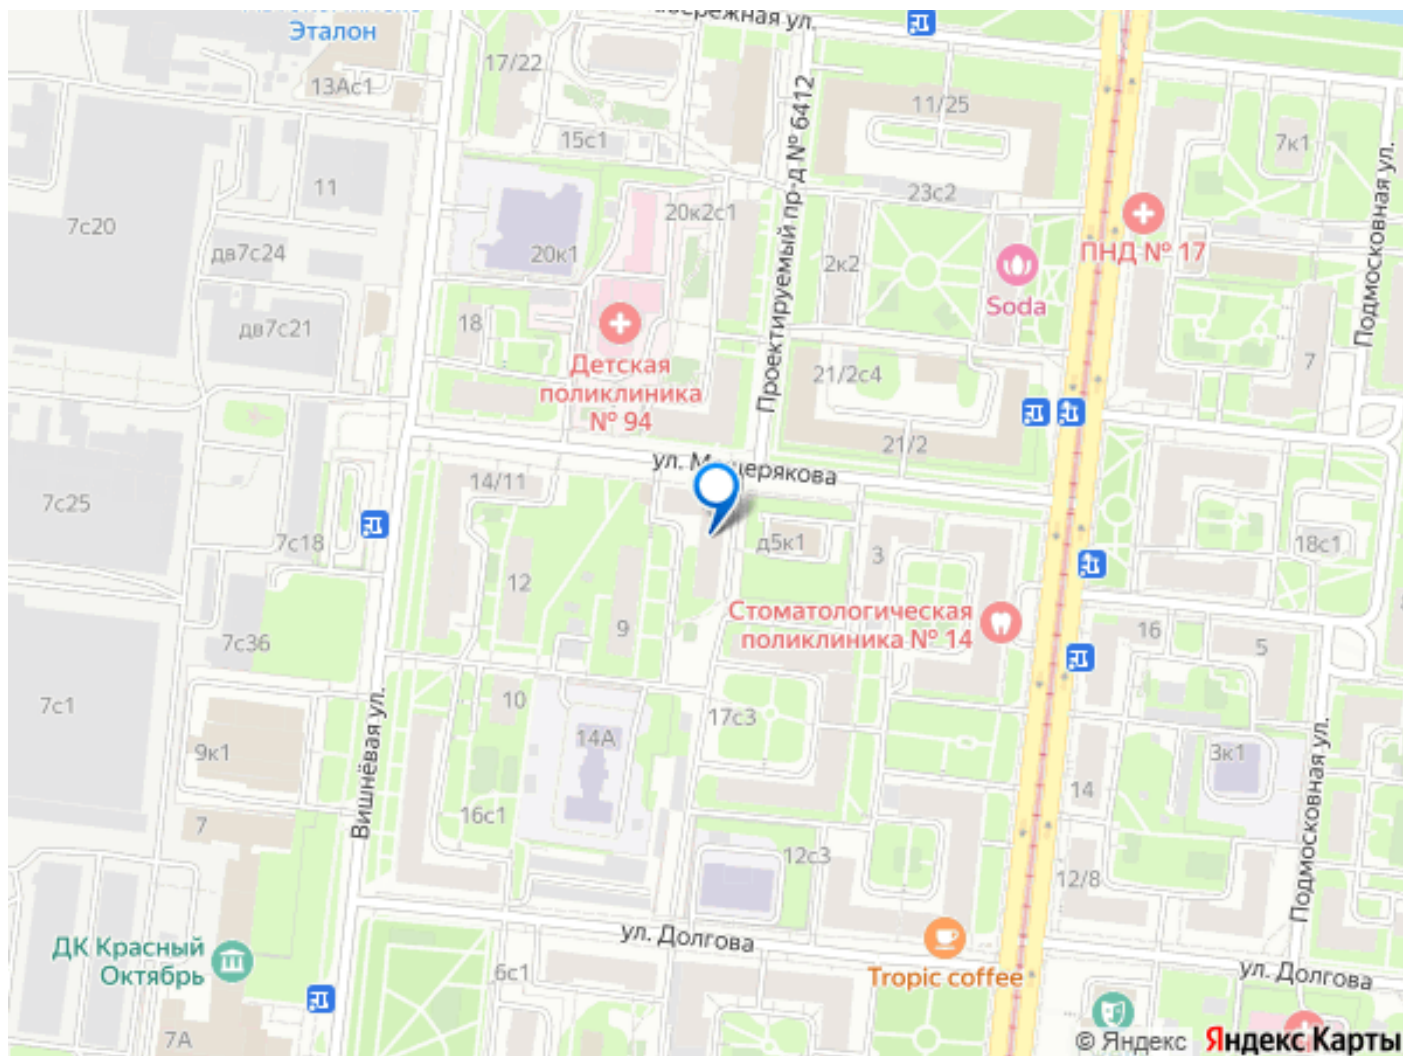 Эталон
ул.
17/22
13Ас1
11/25
15с1
7к1
Проектируемый пр-д № 6412
Подмосковная ул.
11
23с2
20к2с1
7с20
ПНД № 17
дв7с24
20к1
2к2
Soda
18
дв7с21
Детская
поликлиника
№ 94
21/2с4
7
21/2
ул.
14/11
7с25
7с18
д5к1
3
18с1
12
9
Стоматологическая
поликлиника № 14
7с36
16
5
10
7с1
17с3
14А
9к1
3к1
Вишнёвая ул.
14
16с1
7
Подмосковная ул.
12с3
12/8
ул. Долгова
ДК Красный
Октябрь
6с1
Tropic coffee
ул. Долгова
7А
© Яндекс Яндекс Карты